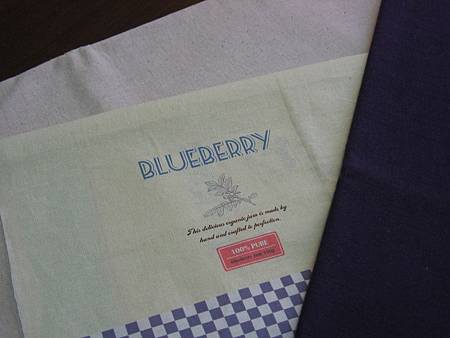 BLUEBERRY
This delicious organic jam is made by
hand and crafted to perfection.
100% PURE